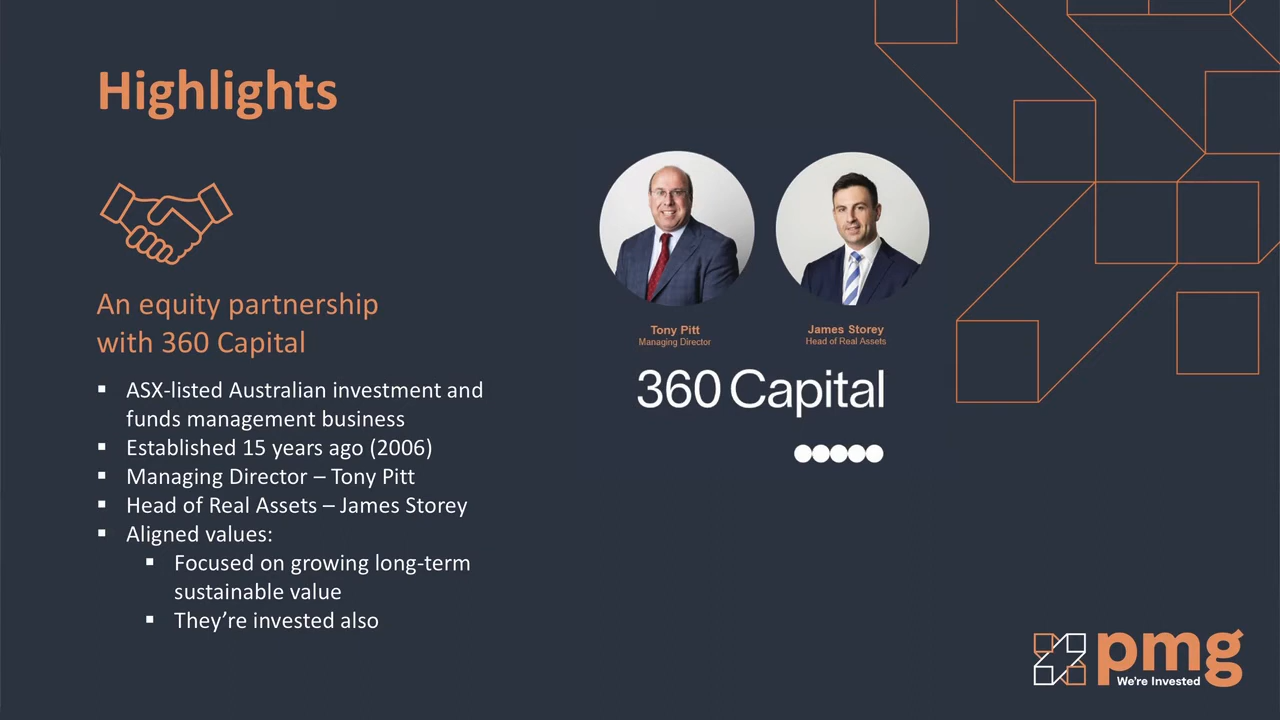 Highlights
An equity partnership
with 360 Capital
▪ ASX-listed Australian investment and
funds management business
▪ Established 15 years ago (2006)
▪ Managing Director – Tony Pitt
▪ Head of Real Assets – James Storey
▪ Aligned values:
▪ Focused on growing long-term
sustainable value
▪ They’re invested also
Tony Pitt
Managing Director
James Storey
Head of Real Assets
360 Capital
pmg
We're Invested